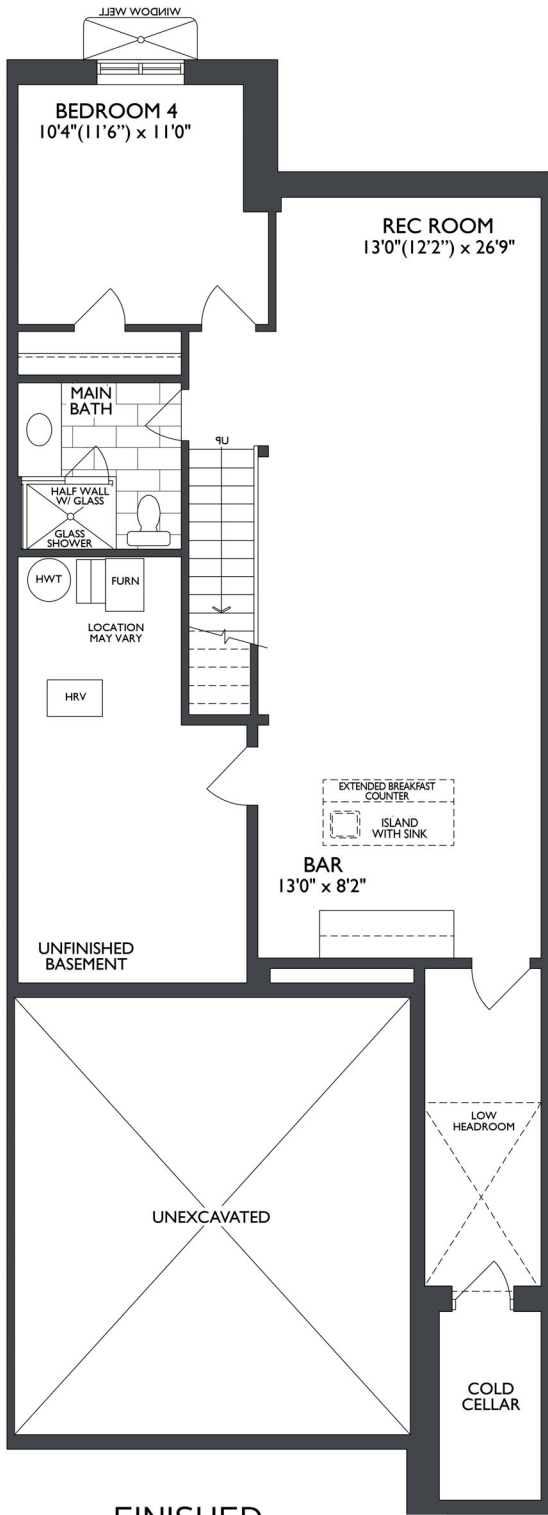 WINDOW WELL
BEDROOM 4
10'4"(11'6”) x 11'0"
REC ROOM
13'0"(12'2”) x 26'9"
MAIN
BATH
UP
HALF WALL
W/ GLASS
GLASS
SHOWER
HWT
FURN
LOCATION
MAY VARY
HRV
EXTENDED BREAKFAST
COUNTER
ISLAND
WITH SINK
BAR
13'0" x 8'2"
UNFINISHED
BASEMENT
LOW
HEADROOM
UNEXCAVATED
COLD
CELLAR
FINISHED